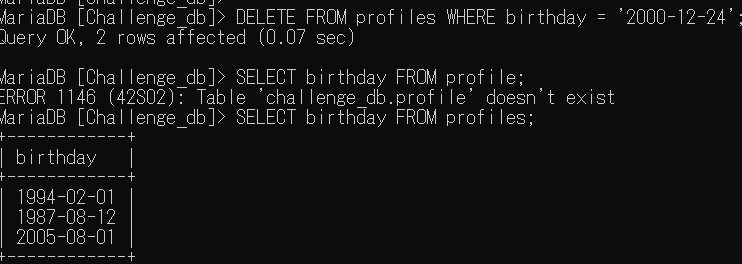 MariaDB [Challenge_db]> DELETE FROM profiles WHERE birthday = '2000-12-24';
Query OK, 2 rows affected (0.07 sec)
MariaDB [Challenge_db]> SELECT birthday FROM profile;
ERROR 1146 (42S02): Table 'challenge_db.profile' doesn't exist
MariaDB [Challenge_db]> SELECT birthday FROM profiles;
+------------+
| birthday   |
+------------+
| 1994-02-01 |
| 1987-08-12 |
| 2005-08-01 |
+------------+